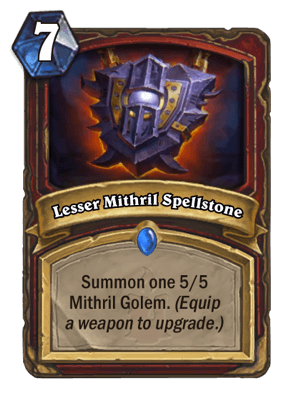 7
Lesser Mithril Spellstone
Summon one 5/5
Mithril Golem. (Equip
a weapon to upgrade.)